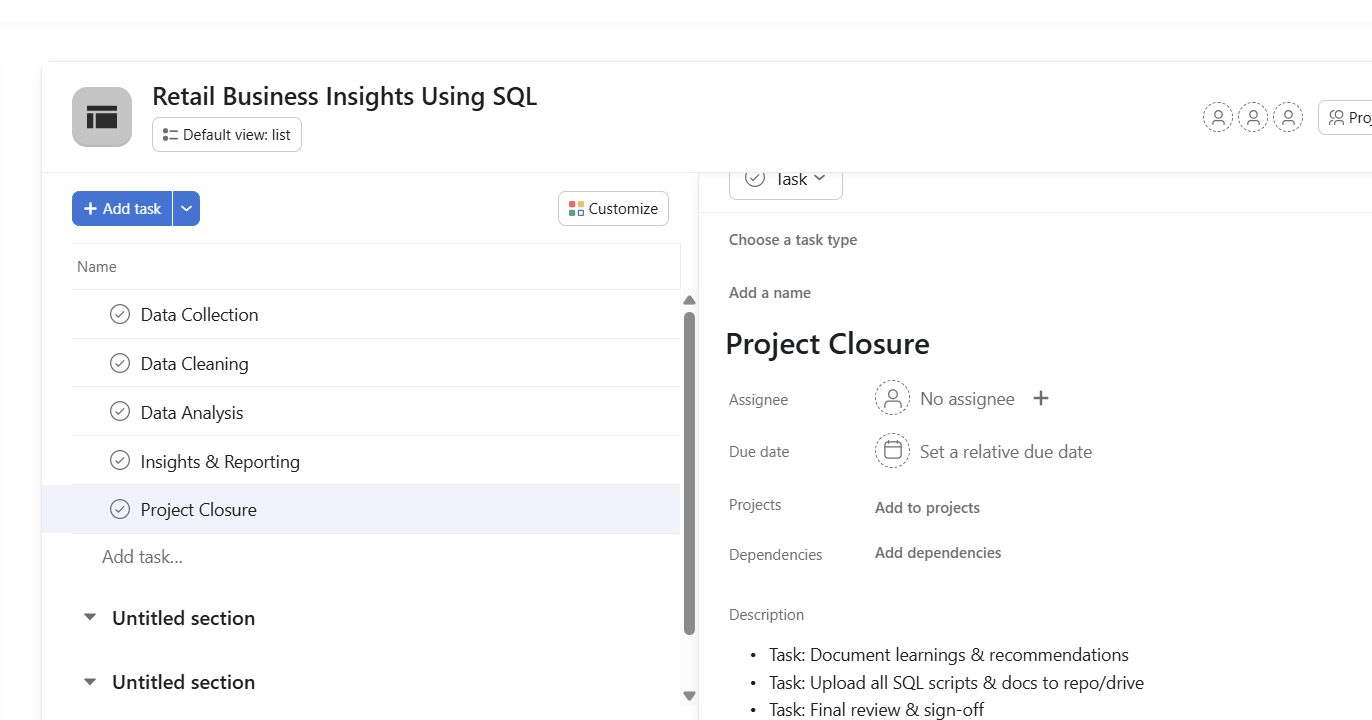 Retail Business Insights Using SQL
Default view: list
Proj
Add task
Customize
Name
Data Collection
Data Cleaning
Data Analysis
Insights & Reporting
Project Closure
Add task...
Untitled section
Untitled section
Task
Choose a task type
Add a name
Project Closure
Assignee
No assignee
Due date
Set a relative due date
Projects
Add to projects
Dependencies
Add dependencies
Description
• Task: Document learnings & recommendations
• Task: Upload all SQL scripts & docs to repo/drive
• Task: Final review & sign-off